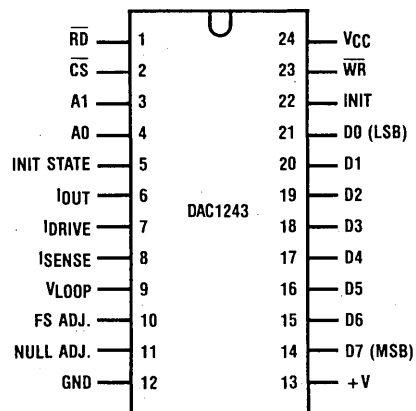 RD 1 24 VCC
CS 2 23 WR
A1 3 22 INIT
A0 4 21 D0 (LSB)
INIT STATE 5 20 D1
IOUT 6 19 D2
DAC1243
IDRIVE 7 18 D3
ISENSE 8 17 D4
VLOOP 9 16 D5
FS ADJ. 10 15 D6
NULL ADJ. 11 14 D7 (MSB)
GND 12 13 +V